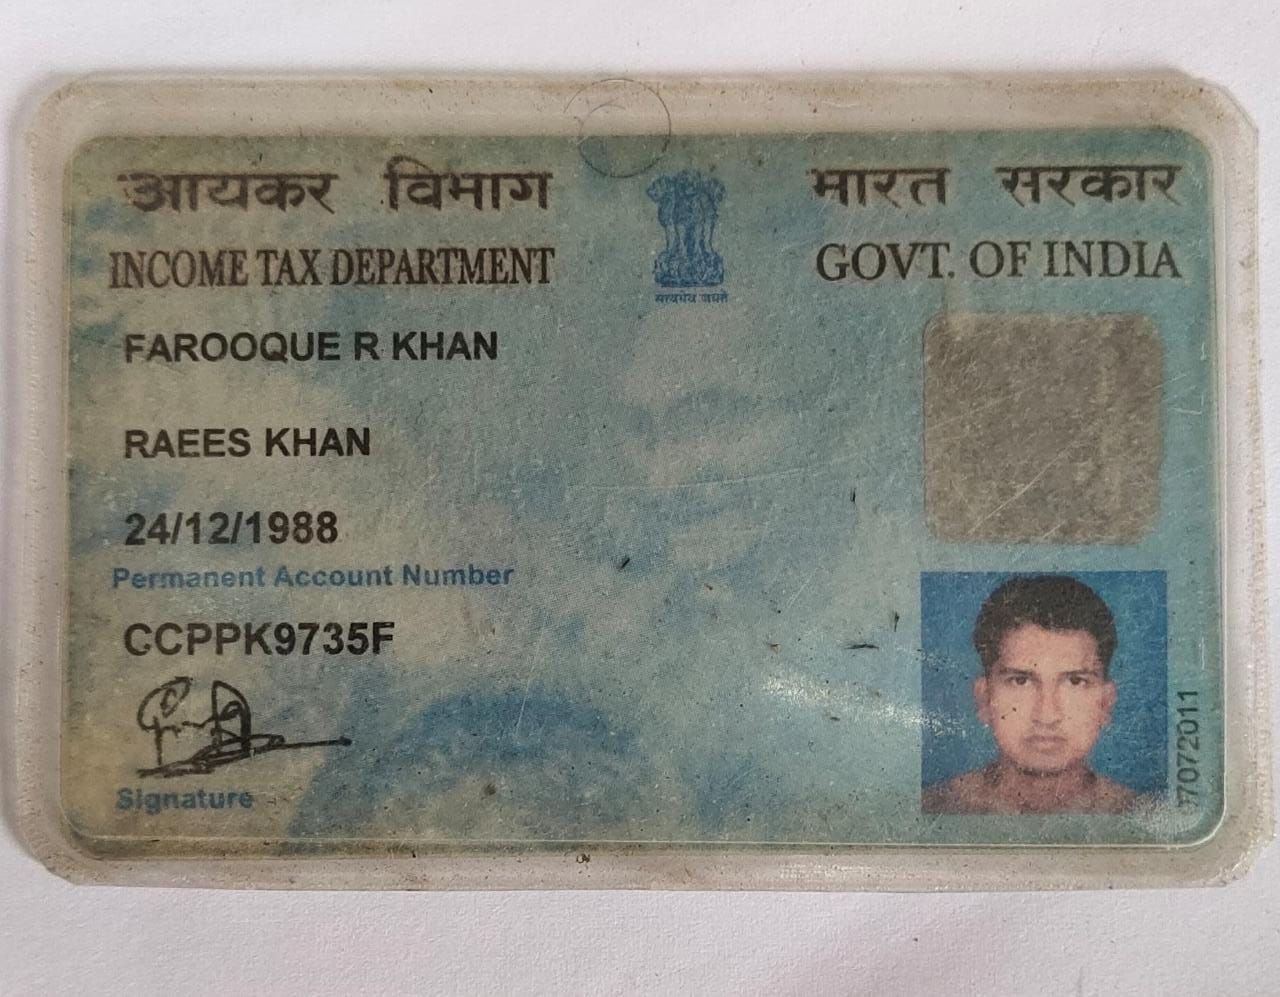 आयकर विभाग
INCOME TAX DEPARTMENT
सत्यमेव जयते
भारत सरकार
GOVT. OF INDIA
FAROOQUE R KHAN
RAEES KHAN
24/12/1988
Permanent Account Number
CCPPK9735F
Signature
07072011